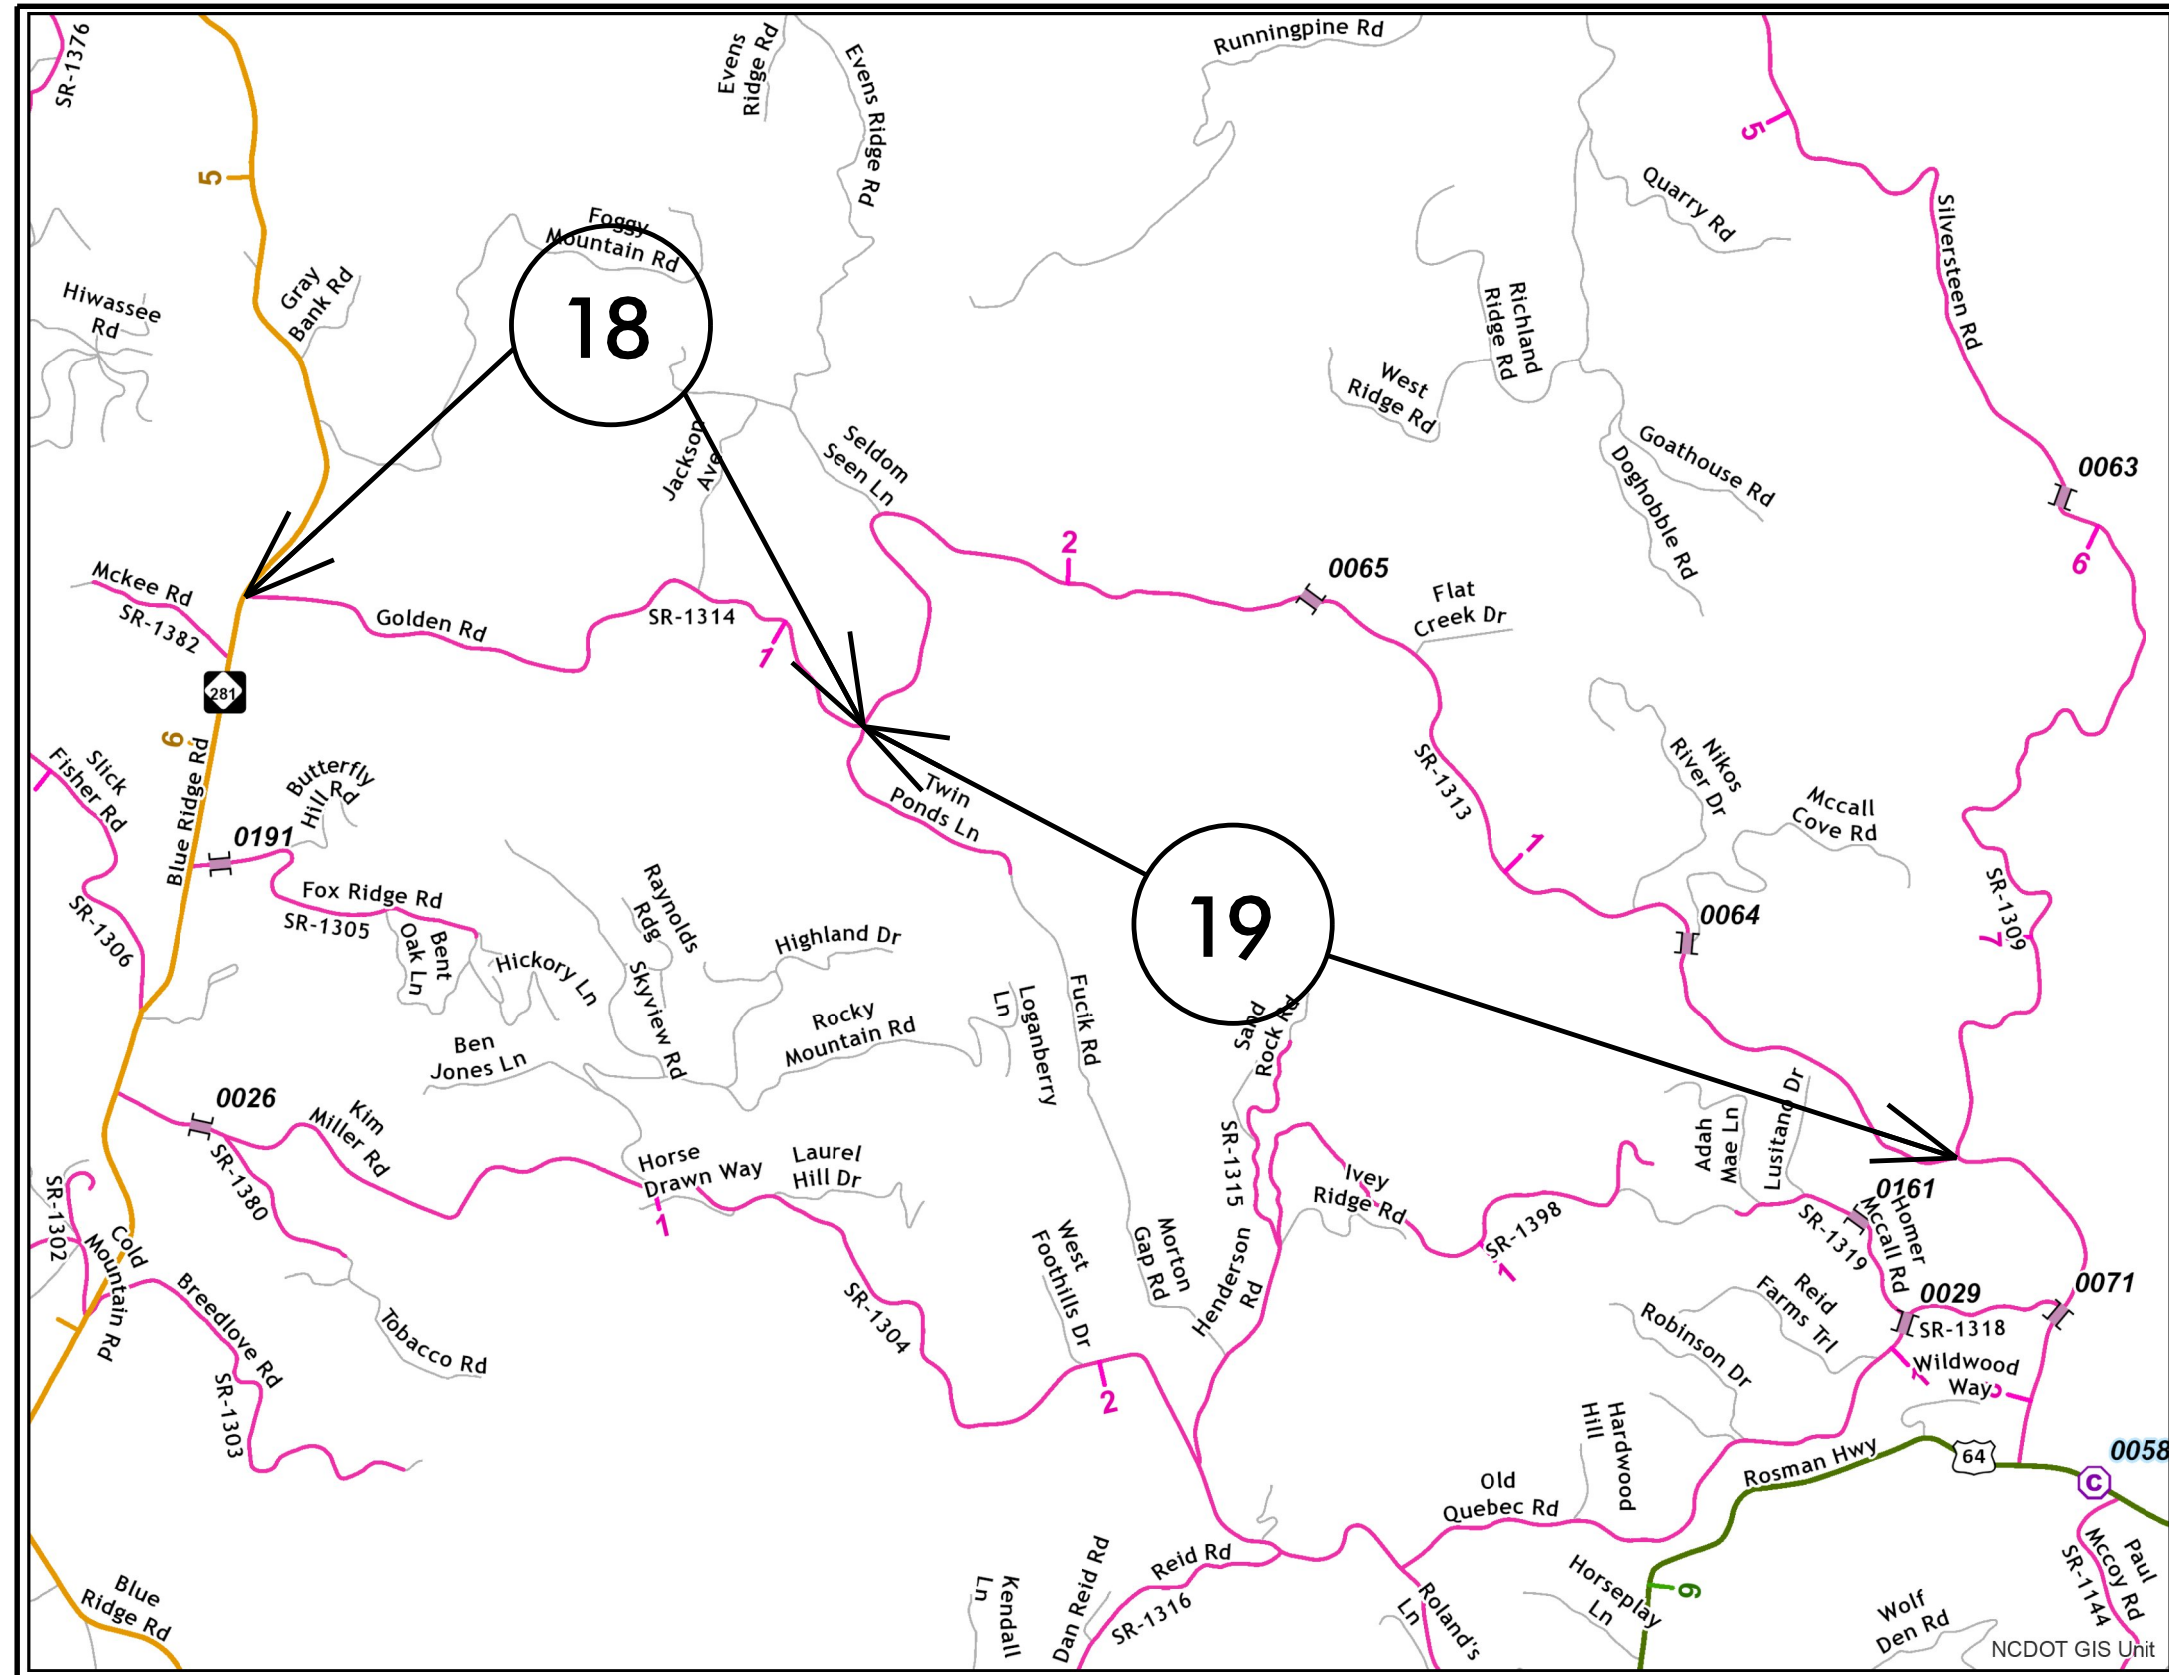 SR-1376
Evens
Ridge Rd
Evens Ridge Rd
Runningpine Rd
5
5
Quarry Rd
Silversteen Rd
Foggy
Mountain Rd
Hiwassee
Rd
Gray
Bank Rd
18
Richland
Ridge Rd
West
Ridge Rd
Jackson
Ave
Seldom
Seen Ln
Goathouse Rd
Doghobble Rd
0063
6
2
0065
Flat
Creek Dr
Mckee Rd
SR-1382
Golden Rd
SR-1314
1
281
6
Blue Ridge Rd
Slick
Fisher Rd
Butterfly
Hill Rd
0191
Twin
Ponds Ln
SR-1313
1
Nikos
River Dr
Mccall
Cove Rd
SR-1309
7
SR-1306
Fox Ridge Rd
SR-1305
Bent
Oak Ln
Hickory Ln
Raynolds
Rdg
Skyview Rd
Highland Dr
19
0064
Rocky
Mountain Rd
Loganberry
Ln
Fucik Rd
Sand
Rock Rd
Ben
Jones Ln
0026
Kim
Miller Rd
SR-1380
Horse
Drawn Way
1
Laurel
Hill Dr
SR-1315
Ivey
Ridge Rd
SR-1398
1
Adah
Mae Ln
Lusitano Dr
0161
Homer
Mccall Rd
SR-1319
SR-1302
Cold
Mountain Rd
Breedlove Rd
SR-1303
Tobacco Rd
SR-1304
West
Foothills Dr
Morton
Gap Rd
Henderson
Rd
2
Reid
Farms Trl
Robinson Dr
0029
SR-1318
0071
1
Wildwood
Way
Hardwood
Hill
Rosman Hwy
64
0058
C
Old
Quebec Rd
Reid Rd
SR-1316
Dan Reid Rd
Kendall
Ln
Roland's
Ln
Horseplay
Ln
9
Wolf
Den Rd
Paul
Mccoy Rd
SR-1144
Blue
Ridge Rd
NCDOT GIS Unit